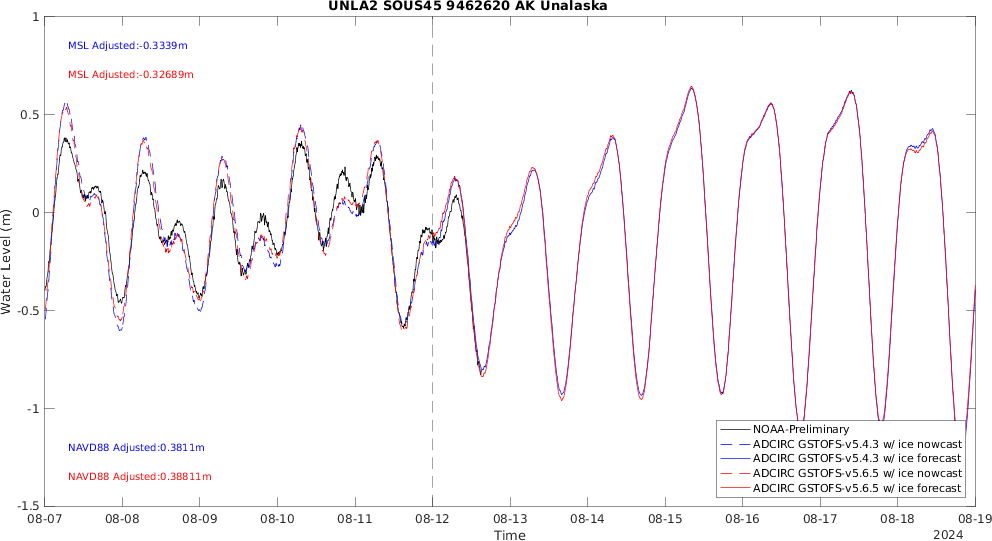 UNLA2 SOUS45 9462620 AK Unalaska
1
MSL Adjusted:-0.3339m
MSL Adjusted:-0.32689m
0.5
0
Water Level (m)
-0.5
-1
NAVD88 Adjusted:0.3811m
NAVD88 Adjusted:0.38811m
NOAA-Preliminary
ADCIRC GSTOFS-v5.4.3 w/ ice nowcast
ADCIRC GSTOFS-v5.4.3 w/ ice forecast
ADCIRC GSTOFS-v5.6.5 w/ ice nowcast
ADCIRC GSTOFS-v5.6.5 w/ ice forecast
-1.5
08-07 08-08 08-09 08-10 08-11 08-12 08-13 08-14 08-15 08-16 08-17 08-18 08-19
Time
2024